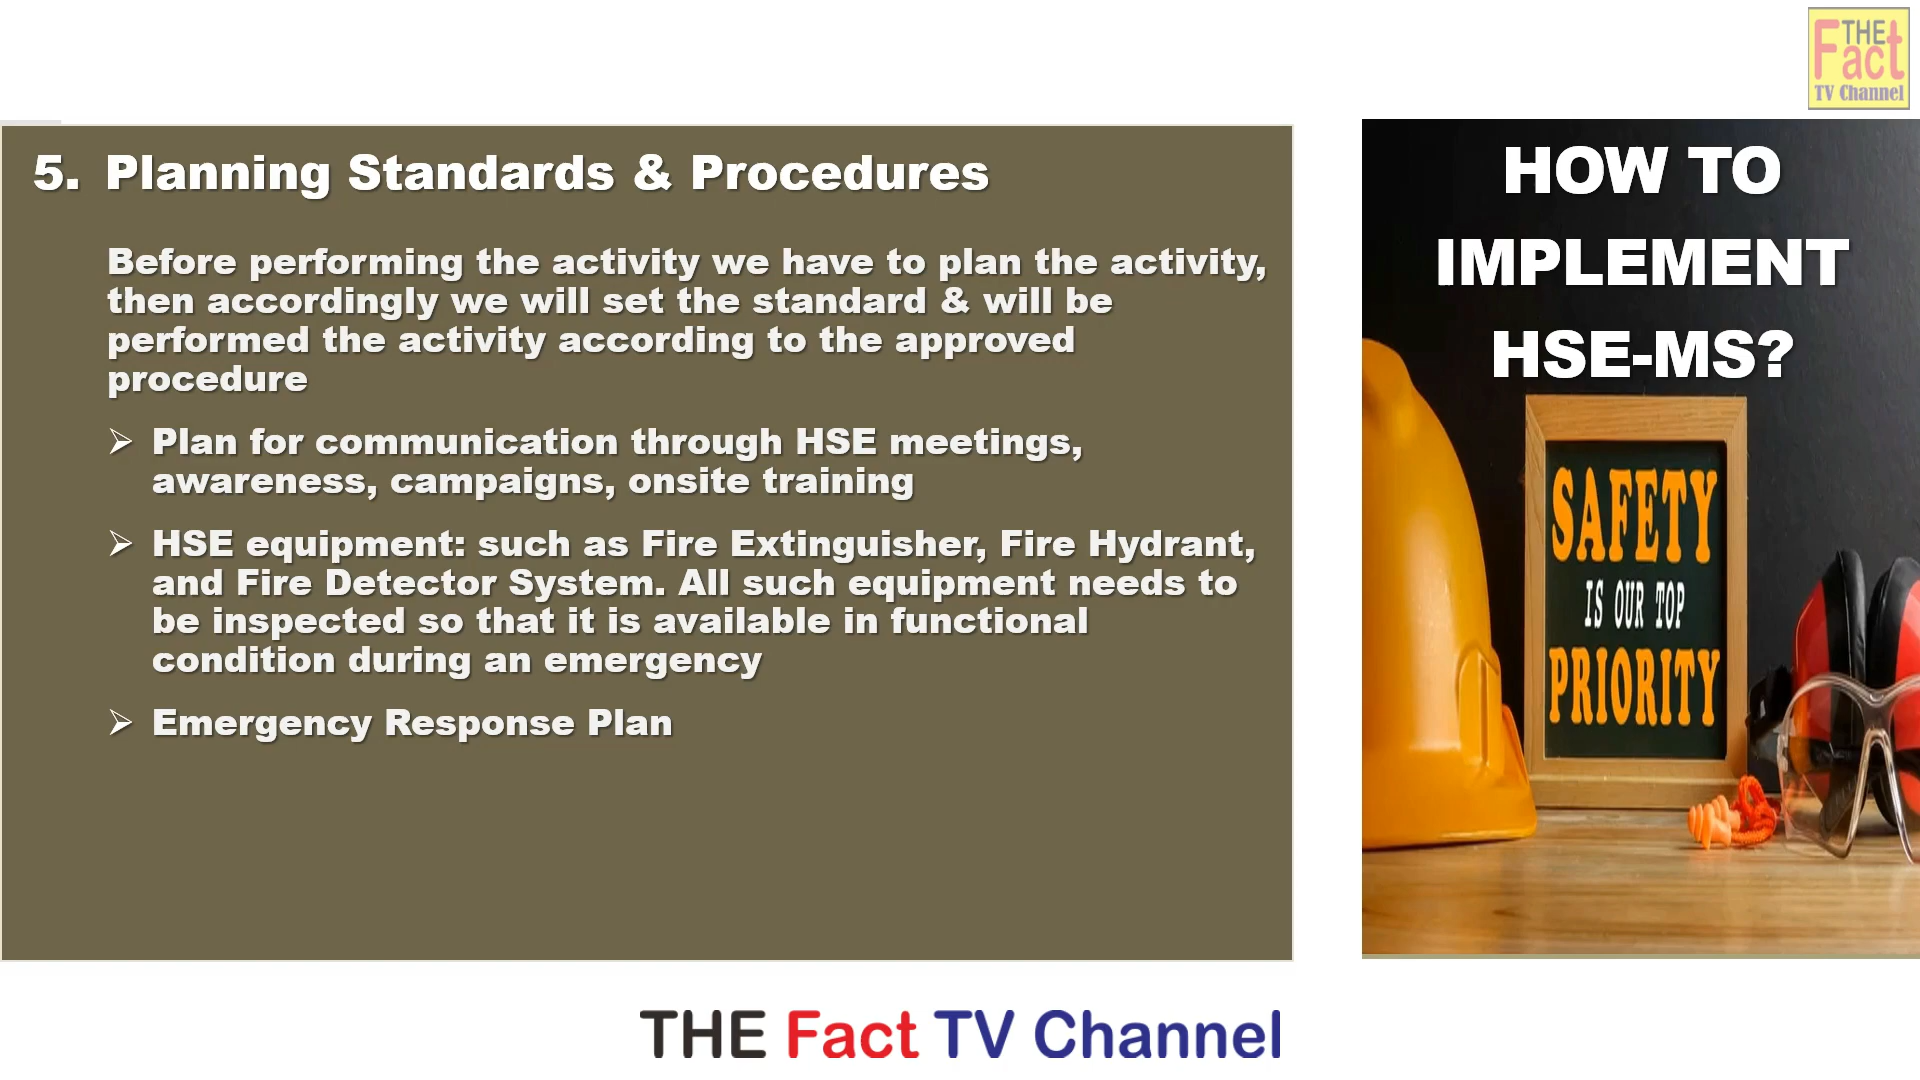 THE
Fact
TV Channel
5. Planning Standards & Procedures
Before performing the activity we have to plan the activity,
then accordingly we will set the standard & will be
performed the activity according to the approved
procedure
➢ Plan for communication through HSE meetings,
awareness, campaigns, onsite training
➢ HSE equipment: such as Fire Extinguisher, Fire Hydrant,
and Fire Detector System. All such equipment needs to
be inspected so that it is available in functional
condition during an emergency
➢ Emergency Response Plan
HOW TO
IMPLEMENT
HSE-MS?
SAFETY
IS OUR TOP
PRIORITY
THE Fact TV Channel